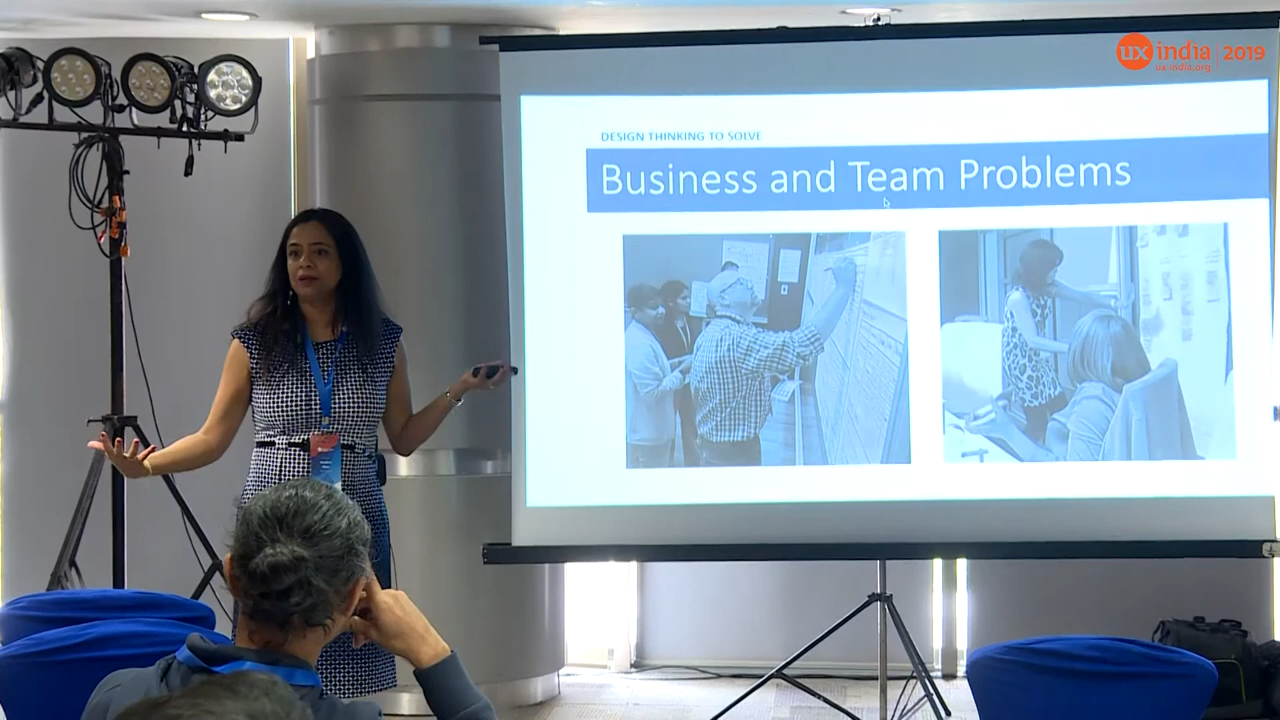 ux india | 2019
ux-india.org
DESIGN THINKING TO SOLVE
Business and Team Problems